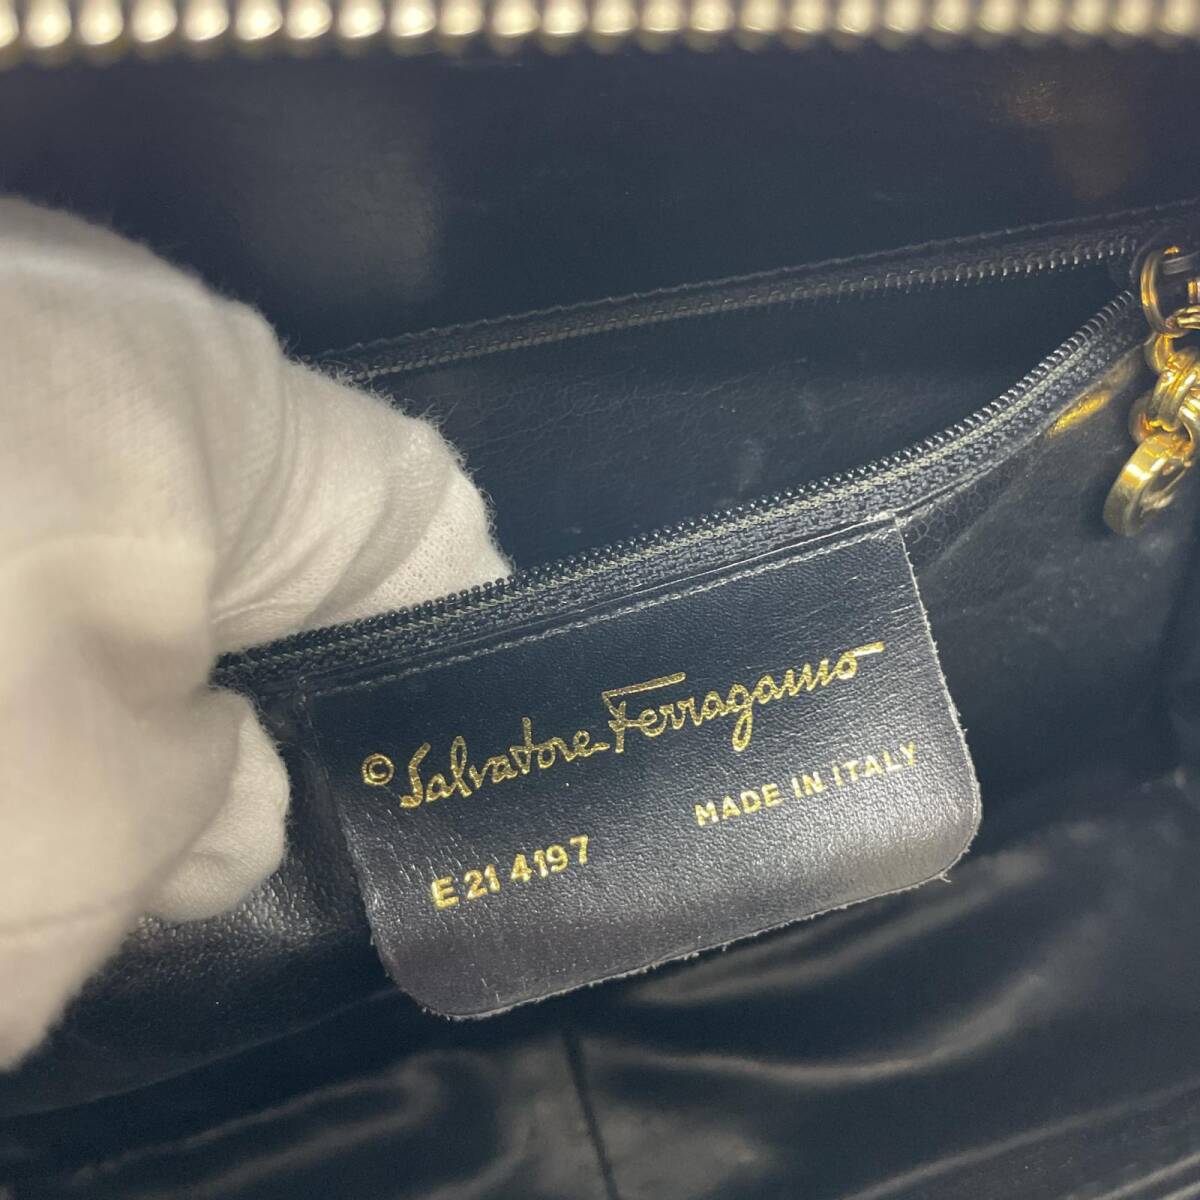 © Salvatore Ferragamo
E 21 4197 MADE IN ITALY